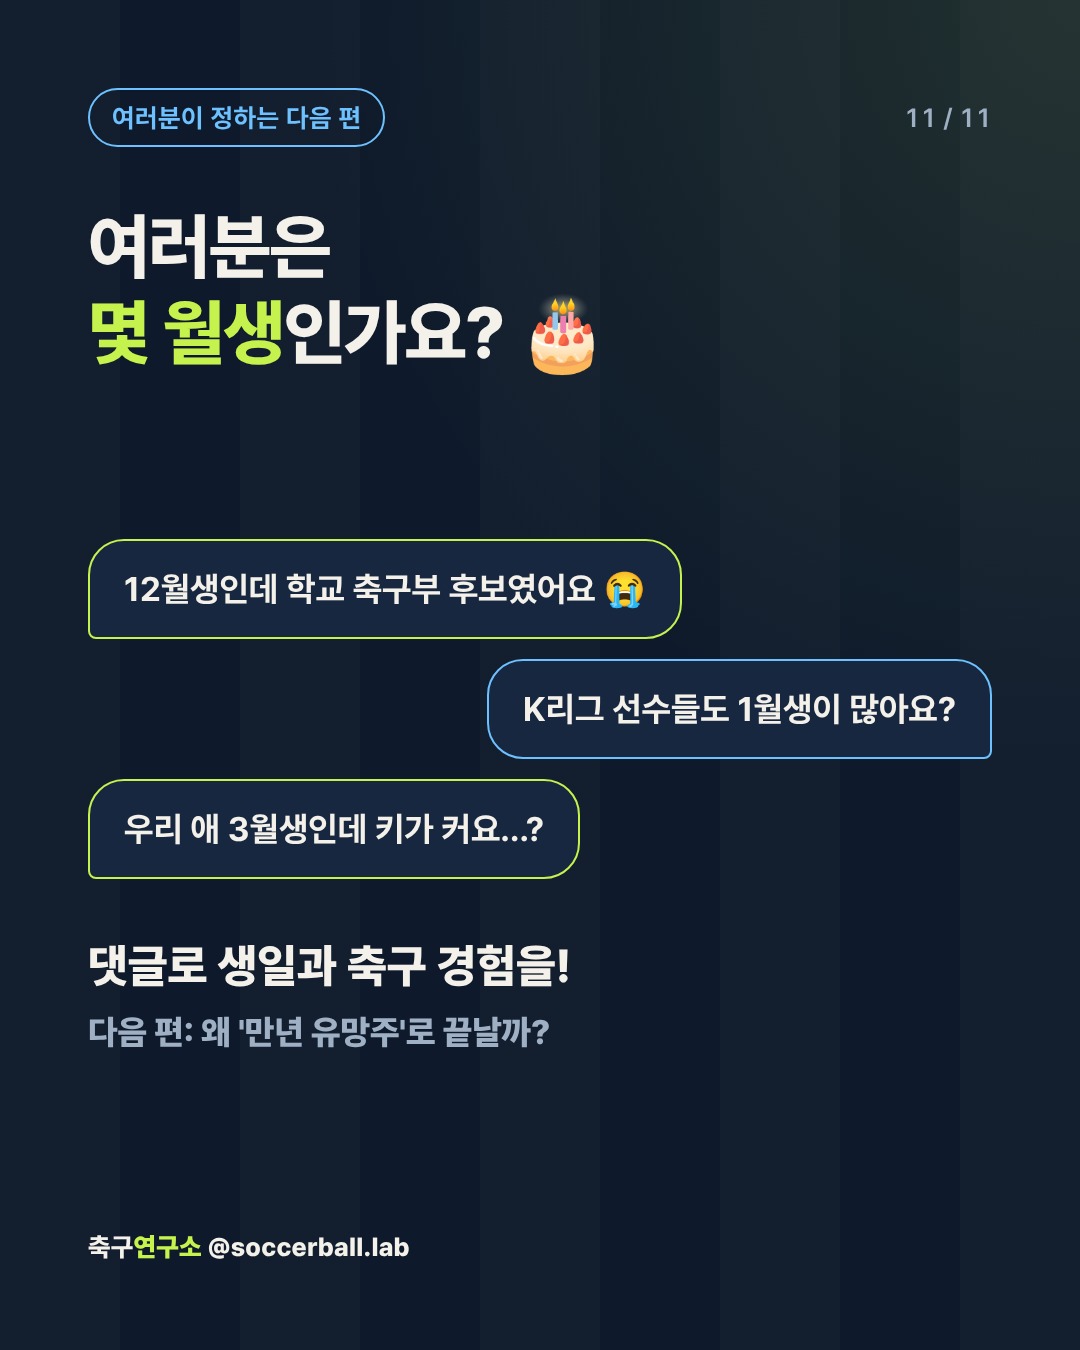 여러분이 정하는 다음 편
11 / 11
여러분은
몇 월생인가요? 🎂
12월생인데 학교 축구부 후보였어요 😭
K리그 선수들도 1월생이 많아요?
우리 애 3월생인데 키가 커요...?
댓글로 생일과 축구 경험을!
다음 편: 왜 '만년 유망주'로 끝날까?
축구연구소 @soccerball.lab